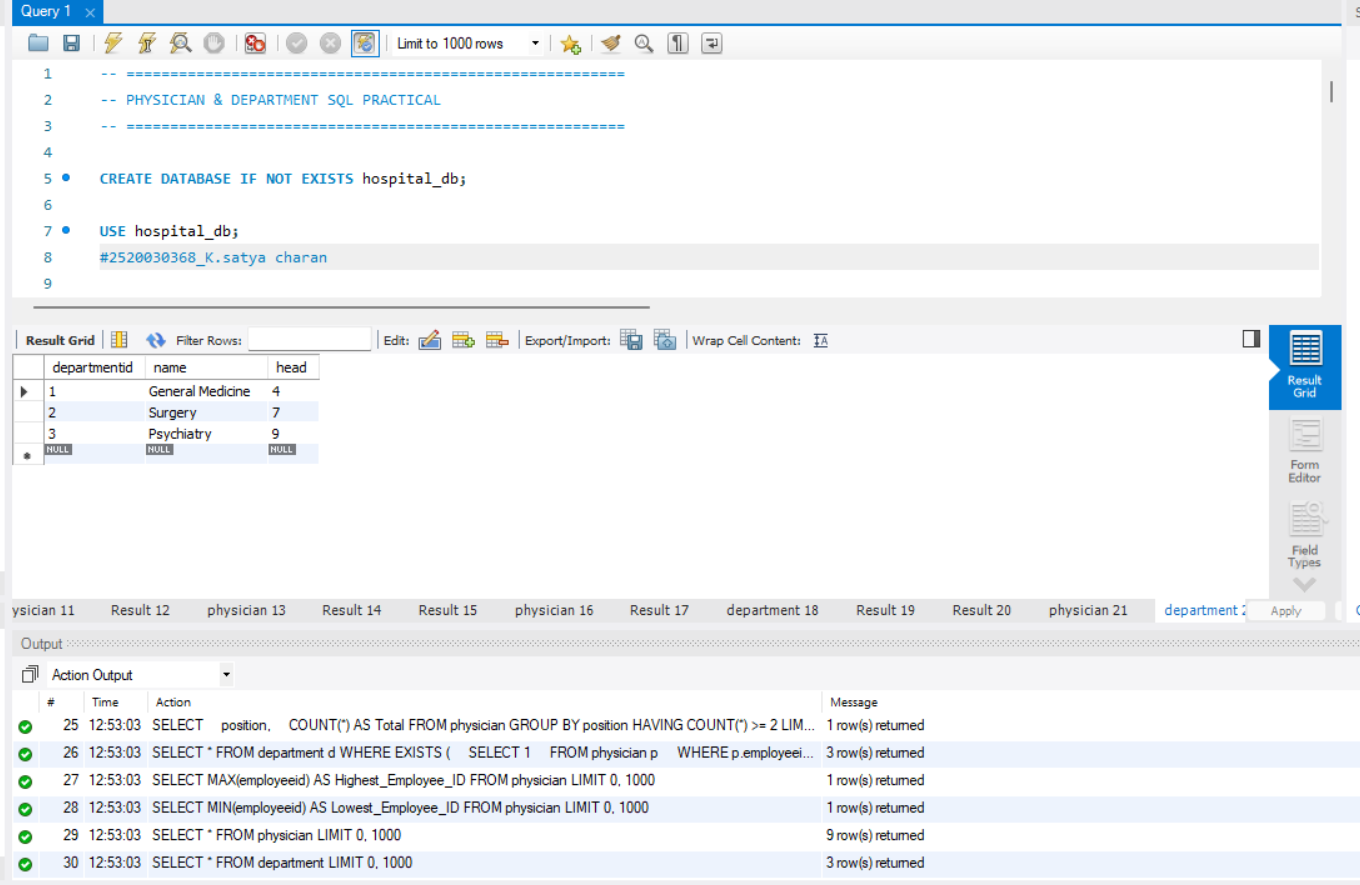 Query 1 ×
S
Limit to 1000 rows
1 -- =========================================================
2 -- PHYSICIAN & DEPARTMENT SQL PRACTICAL
3 -- =========================================================
4
5 CREATE DATABASE IF NOT EXISTS hospital_db;
6
7 USE hospital_db;
8 #2520030368_K.satya charan
9
Result Grid Filter Rows: Edit: Export/Import: Wrap Cell Content: IA
departmentid name head
1 General Medicine 4
2 Surgery 7
3 Psychiatry 9
NULL NULL NULL
Result
Grid
Form
Editor
Field
Types
ysician 11 Result 12 physician 13 Result 14 Result 15 physician 16 Result 17 department 18 Result 19 Result 20 physician 21 department 2 Apply
Output
Action Output
# Time Action Message
25 12:53:03 SELECT position, COUNT(*) AS Total FROM physician GROUP BY position HAVING COUNT(*) >= 2 LIM... 1 row(s) returned
26 12:53:03 SELECT * FROM department d WHERE EXISTS ( SELECT 1 FROM physician p WHERE p.employeei... 3 row(s) returned
27 12:53:03 SELECT MAX(employeeid) AS Highest_Employee_ID FROM physician LIMIT 0, 1000 1 row(s) returned
28 12:53:03 SELECT MIN(employeeid) AS Lowest_Employee_ID FROM physician LIMIT 0, 1000 1 row(s) returned
29 12:53:03 SELECT * FROM physician LIMIT 0, 1000 9 row(s) returned
30 12:53:03 SELECT * FROM department LIMIT 0, 1000 3 row(s) returned